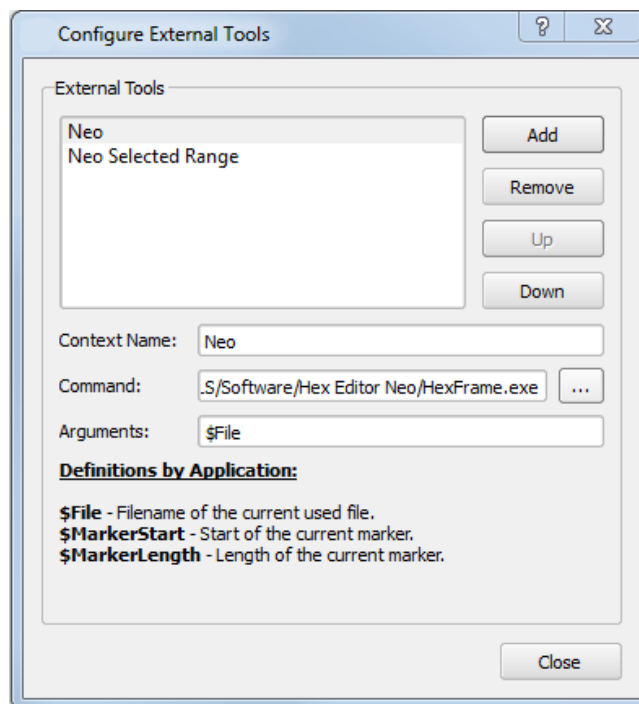 Configure External Tools
External Tools
Neo
Neo Selected Range
Add
Remove
Up
Down
Context Name: Neo
Command: .S/Software/Hex Editor Neo/HexFrame.exe ...
Arguments: $File
Definitions by Application:
$File - Filename of the current used file.
$MarkerStart - Start of the current marker.
$MarkerLength - Length of the current marker.
Close